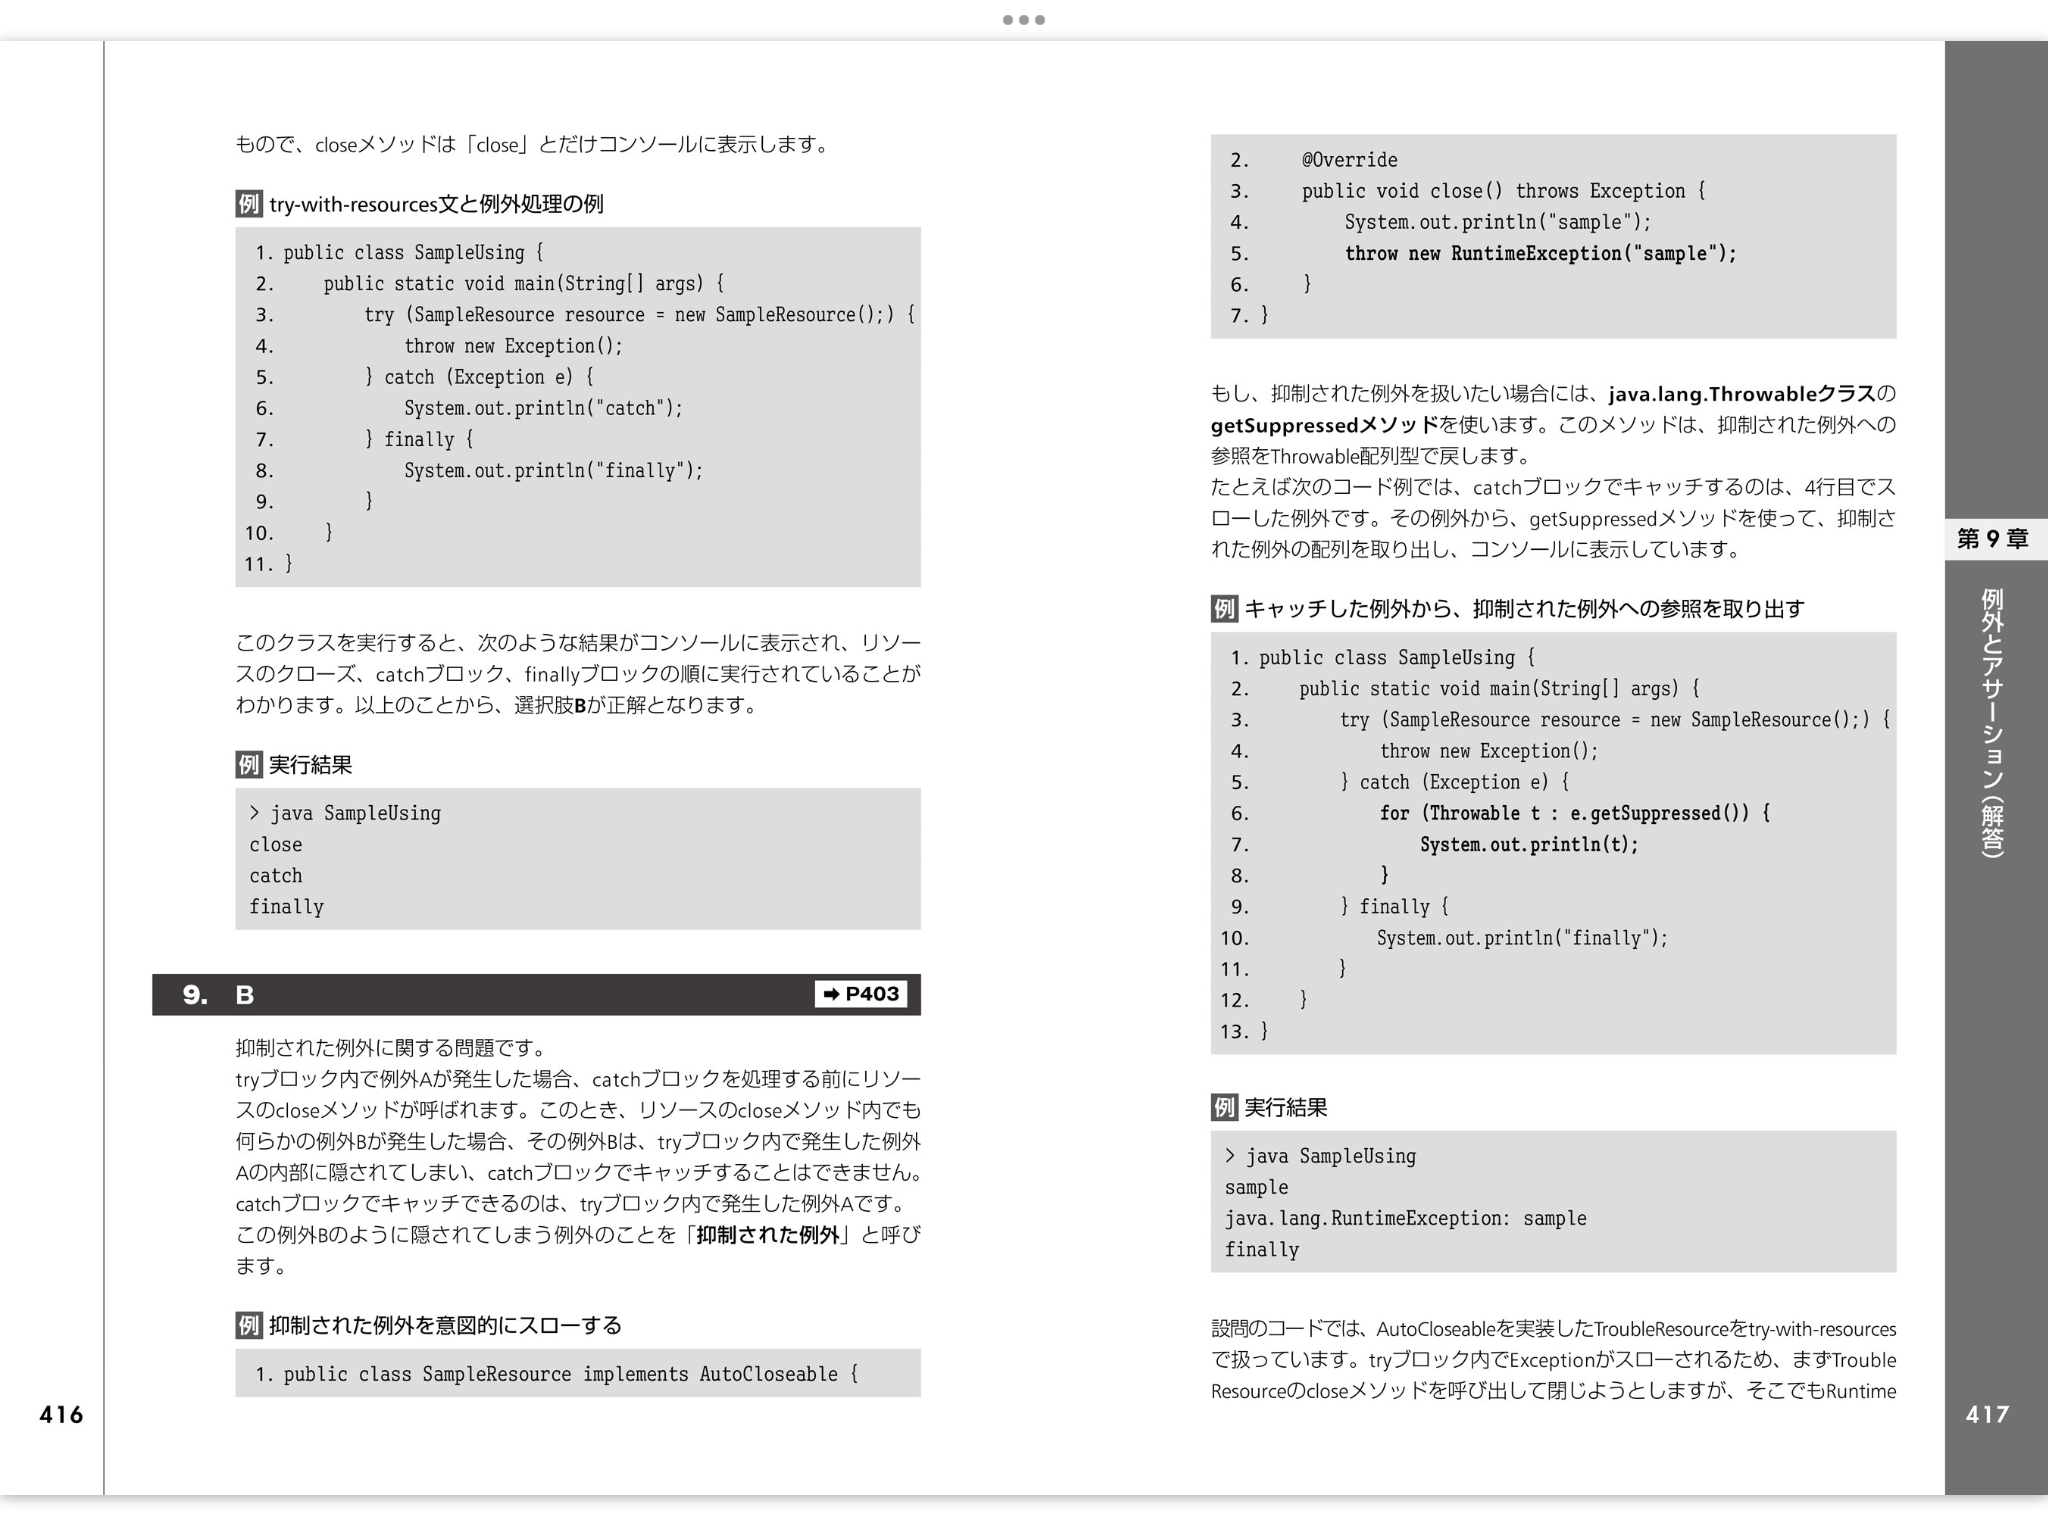 もので、closeメソッドは「close」とだけコンソールに表示します。
例 try-with-resources文と例外処理の例
1. public class SampleUsing {
2.     public static void main(String[] args) {
3.         try (SampleResource resource = new SampleResource();) {
4.             throw new Exception();
5.         } catch (Exception e) {
6.             System.out.println("catch");
7.         } finally {
8.             System.out.println("finally");
9.         }
10.     }
11. }
このクラスを実行すると、次のような結果がコンソールに表示され、リソー
スのクローズ、catchブロック、finallyブロックの順に実行されていることが
わかります。以上のことから、選択肢Bが正解となります。
例 実行結果
> java SampleUsing
close
catch
finally
9. B ➡ P403
抑制された例外に関する問題です。
tryブロック内で例外Aが発生した場合、catchブロックを処理する前にリソー
スのcloseメソッドが呼ばれます。このとき、リソースのcloseメソッド内でも
何らかの例外Bが発生した場合、その例外Bは、tryブロック内で発生した例外
Aの内部に隠されてしまい、catchブロックでキャッチすることはできません。
catchブロックでキャッチできるのは、tryブロック内で発生した例外Aです。
この例外Bのように隠されてしまう例外のことを「抑制された例外」と呼び
ます。
例 抑制された例外を意図的にスローする
1. public class SampleResource implements AutoCloseable {
416
2.     @Override
3.     public void close() throws Exception {
4.         System.out.println("sample");
5.         throw new RuntimeException("sample");
6.     }
7. }
もし、抑制された例外を扱いたい場合には、java.lang.Throwableクラスの
getSuppressedメソッドを使います。このメソッドは、抑制された例外への
参照をThrowable配列型で戻します。
たとえば次のコード例では、catchブロックでキャッチするのは、4行目でス
ローした例外です。その例外から、getSuppressedメソッドを使って、抑制さ
れた例外の配列を取り出し、コンソールに表示しています。
例 キャッチした例外から、抑制された例外への参照を取り出す
1. public class SampleUsing {
2.     public static void main(String[] args) {
3.         try (SampleResource resource = new SampleResource();) {
4.             throw new Exception();
5.         } catch (Exception e) {
6.             for (Throwable t : e.getSuppressed()) {
7.                 System.out.println(t);
8.             }
9.         } finally {
10.             System.out.println("finally");
11.         }
12.     }
13. }
例 実行結果
> java SampleUsing
sample
java.lang.RuntimeException: sample
finally
設問のコードでは、AutoCloseableを実装したTroubleResourceをtry-with-resources
で扱っています。tryブロック内でExceptionがスローされるため、まずTrouble
Resourceのcloseメソッドを呼び出して閉じようとしますが、そこでもRuntime
第9章
例外とアサーション（解答）
417